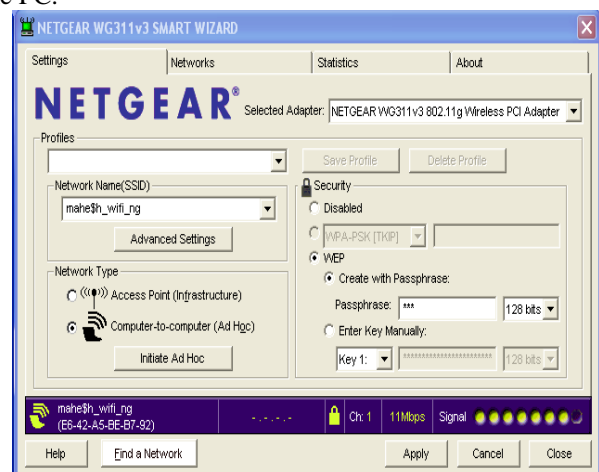 e PC.
NETGEAR WG311v3 SMART WIZARD
Settings Networks Statistics About
NETGEAR® Selected Adapter: NETGEAR WG311v3 802.11g Wireless PCI Adapter
Profiles
Save Profile Delete Profile
Network Name(SSID)
mahe$h_wifi_ng
Advanced Settings
Network Type
Access Point (Infrastructure)
Computer-to-computer (Ad Hoc)
Initiate Ad Hoc
Security
Disabled
WPA-PSK [TKIP]
WEP
Create with Passphrase:
Passphrase: *** 128 bits
Enter Key Manually:
Key 1: ************************** 128 bits
mahe$h_wifi_ng
(E6-42-A5-BE-B7-92) -.-.-.- Ch: 1 11Mbps Signal
Help Find a Network Apply Cancel Close